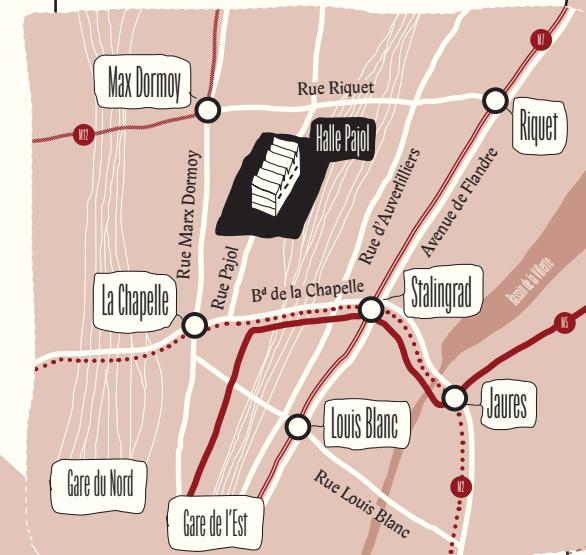 M7
Max Dormoy
Rue Riquet
Riquet
M12
Halle Pajol
Rue Marx Dormoy
Rue Pajol
Rue d'Auverlilliers
Avenue de Flandre
Bassin de la Villette
La Chapelle
Bd de la Chapelle
Stalingrad
M5
Jaures
Louis Blanc
Gare du Nord
M2
Gare de l'Est
Rue Louis Blanc